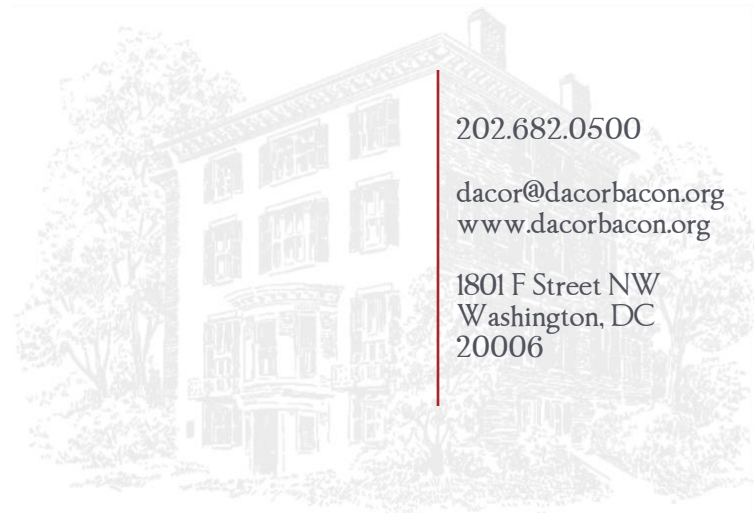 202.682.0500
dacor@dacorbacon.org
www.dacorbacon.org
1801 F Street NW
Washington, DC
20006